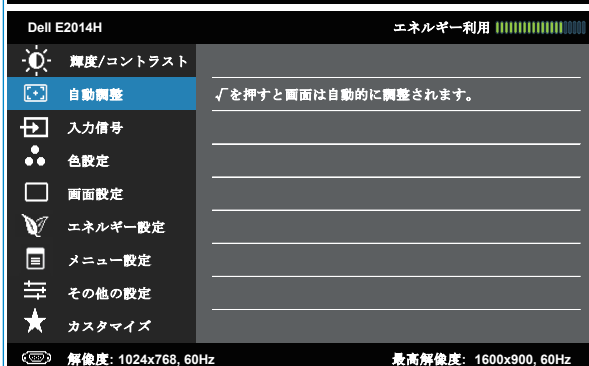 Dell E2014H エネルギー利用
輝度/コントラスト
自動調整 √を押すと画面は自動的に調整されます。
入力信号
色設定
画面設定
エネルギー設定
メニュー設定
その他の設定
カスタマイズ
解像度: 1024x768, 60Hz 最高解像度: 1600x900, 60Hz